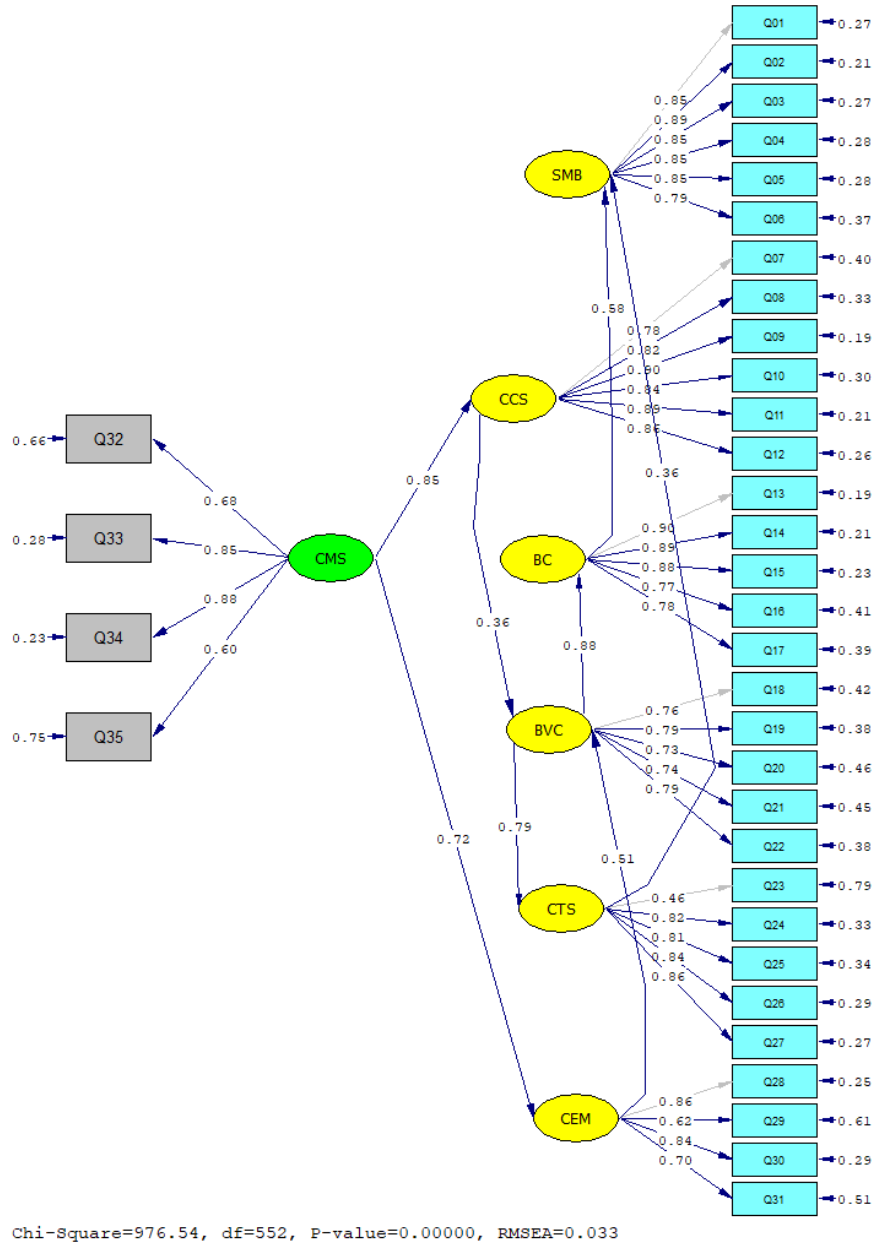 Q01 0.27
Q02 0.21
0.85
Q03 0.27
0.89
0.85
Q04 0.28
0.85
SMB
0.85
Q05 0.28
0.79
Q06 0.37
Q07 0.40
Q08 0.33
0.58
0.78
Q09 0.19
0.82
0.90
Q10 0.30
0.84
CCS
0.89
Q11 0.21
0.86
0.66 Q32
Q12 0.26
0.36
0.85
Q13 0.19
0.68
0.90
Q14 0.21
0.28 Q33
0.85
0.89
CMS
BC
0.88
Q15 0.23
0.77
0.88
0.78
Q16 0.41
0.36
0.23 Q34
0.60
0.88
Q17 0.39
Q18 0.42
0.76
0.75 Q35
BVC
0.79
Q19 0.38
0.73
Q20 0.46
0.74
0.79
Q21 0.45
0.79
0.72
Q22 0.38
0.51
Q23 0.79
0.46
CTS
0.82
Q24 0.33
0.81
0.84
Q25 0.34
0.86
Q26 0.29
Q27 0.27
Q28 0.25
0.86
CEM
0.62
Q29 0.61
0.84
0.70
Q30 0.29
Q31 0.51
Chi-Square=976.54, df=552, P-value=0.00000, RMSEA=0.033